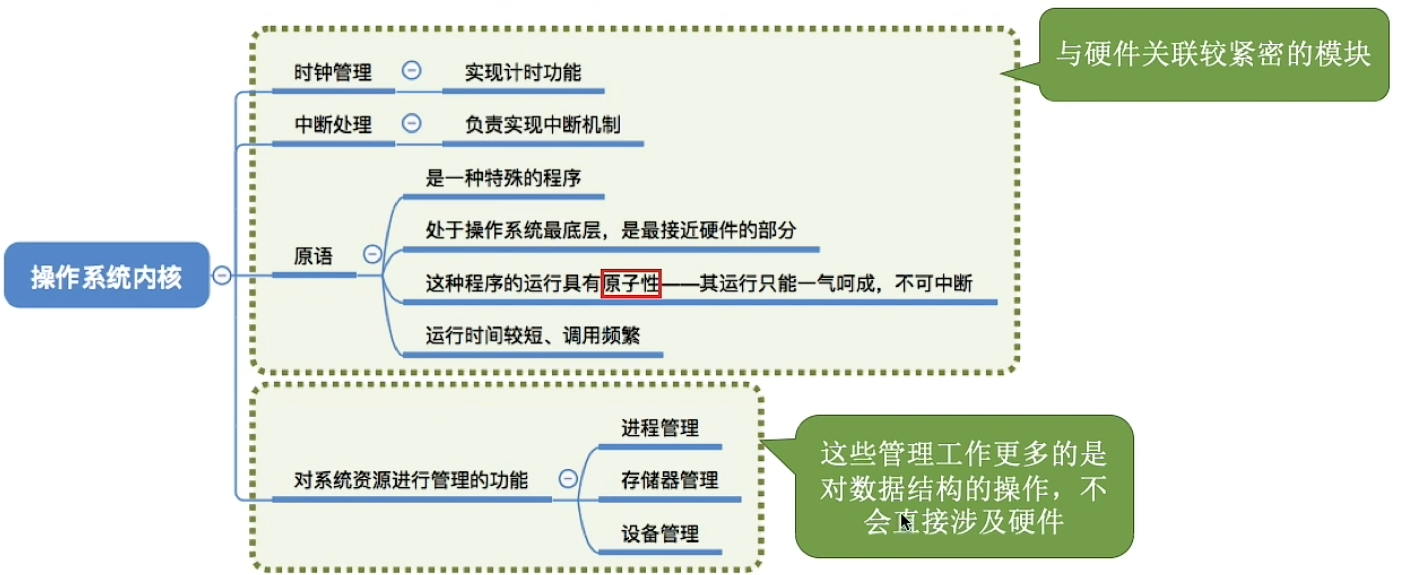 与硬件关联较紧密的模块
时钟管理
实现计时功能
中断处理
负责实现中断机制
是一种特殊的程序
处于操作系统最底层，是最接近硬件的部分
原语
这种程序的运行具有原子性——其运行只能一气呵成，不可中断
运行时间较短、调用频繁
操作系统内核
进程管理
对系统资源进行管理的功能
存储器管理
设备管理
这些管理工作更多的是
对数据结构的操作，不
会直接涉及硬件